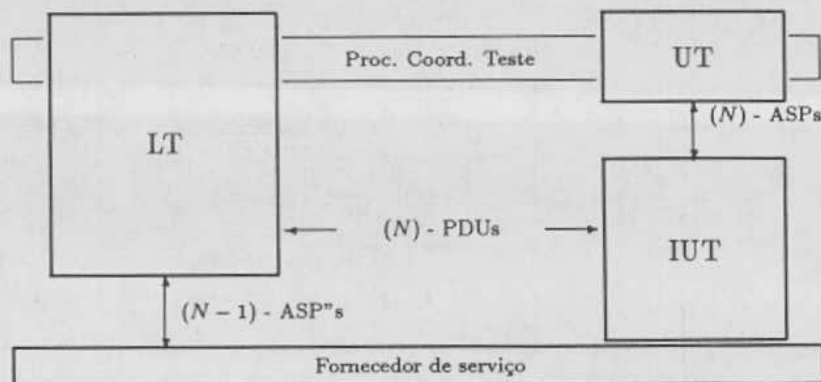 Proc. Coord. Teste
UT
(N) - ASPs
LT
(N) - PDUs
IUT
(N − 1) - ASP"s
Fornecedor de serviço